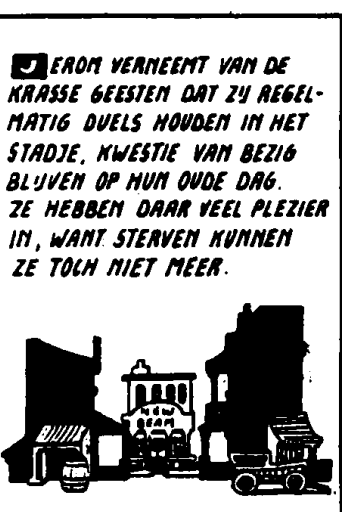 JEROM VERNEEMT VAN DE
KRASSE GEESTEN DAT ZIJ REGEL-
MATIG DUELS HOUDEN IN HET
STADJE, KWESTIE VAN BEZIG
BLIJVEN OP HUN OUDE DAG.
ZE HEBBEN DAAR VEEL PLEZIER
IN, WANT STERVEN KUNNEN
ZE TOCH NIET MEER.
NEW